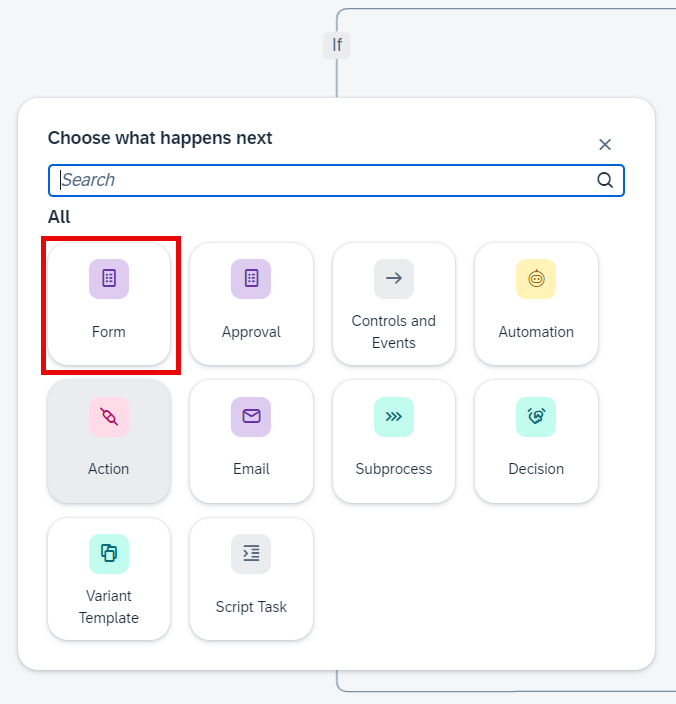 If
Choose what happens next
Search
All
Form
Approval
Controls and
Events
Automation
Action
Email
Subprocess
Decision
Variant
Template
Script Task